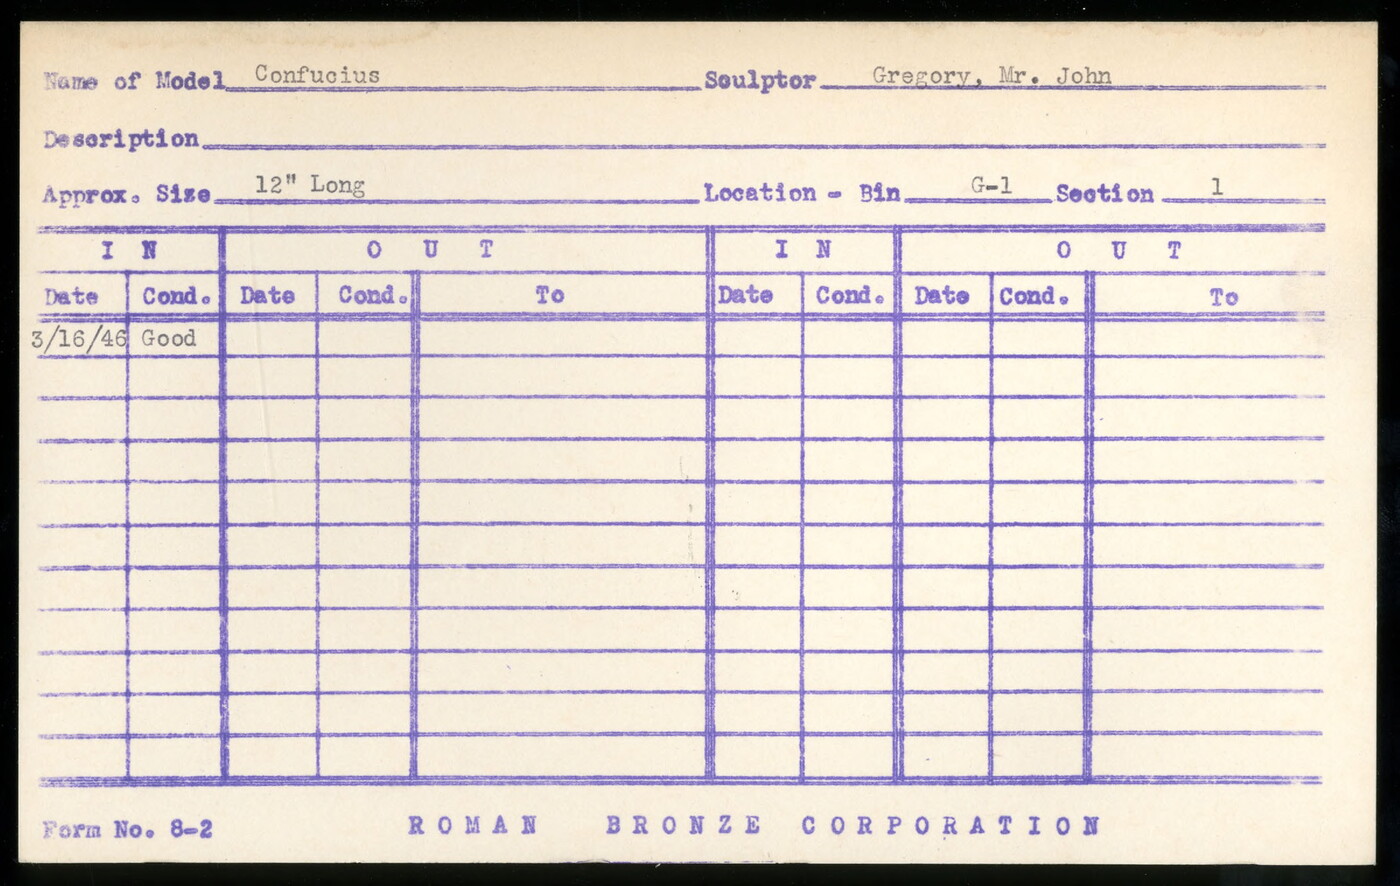 Name of Model Confucius Sculptor Gregory, Mr. John
Description
Approx. Size 12" Long Location - Bin G-1 Section 1
I N O U T I N O U T
Date Cond. Date Cond. To Date Cond. Date Cond. To
3/16/46 Good
Form No. 8-2 ROMAN BRONZE CORPORATION